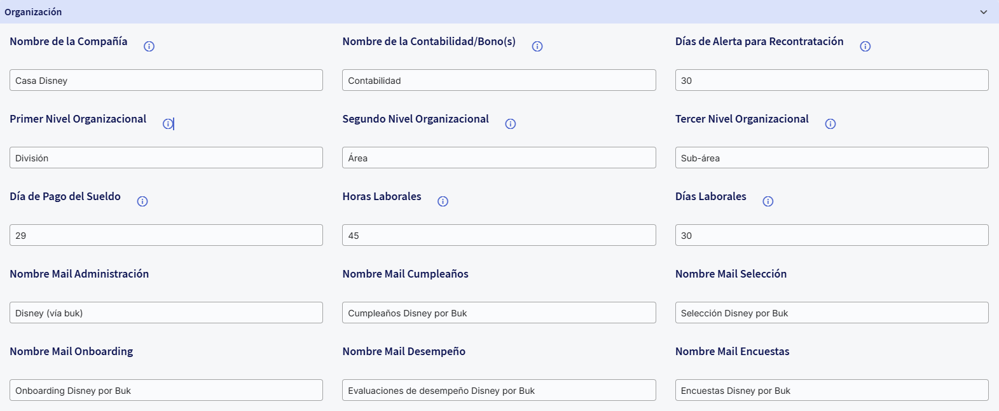 Organización
Nombre de la Compañía
Nombre de la Contabilidad/Bono(s)
Días de Alerta para Recontratación
Casa Disney
Contabilidad
30
Primer Nivel Organizacional
Segundo Nivel Organizacional
Tercer Nivel Organizacional
División
Área
Sub-área
Día de Pago del Sueldo
Horas Laborales
Días Laborales
29
45
30
Nombre Mail Administración
Nombre Mail Cumpleaños
Nombre Mail Selección
Disney (vía buk)
Cumpleaños Disney por Buk
Selección Disney por Buk
Nombre Mail Onboarding
Nombre Mail Desempeño
Nombre Mail Encuestas
Onboarding Disney por Buk
Evaluaciones de desempeño Disney por Buk
Encuestas Disney por Buk